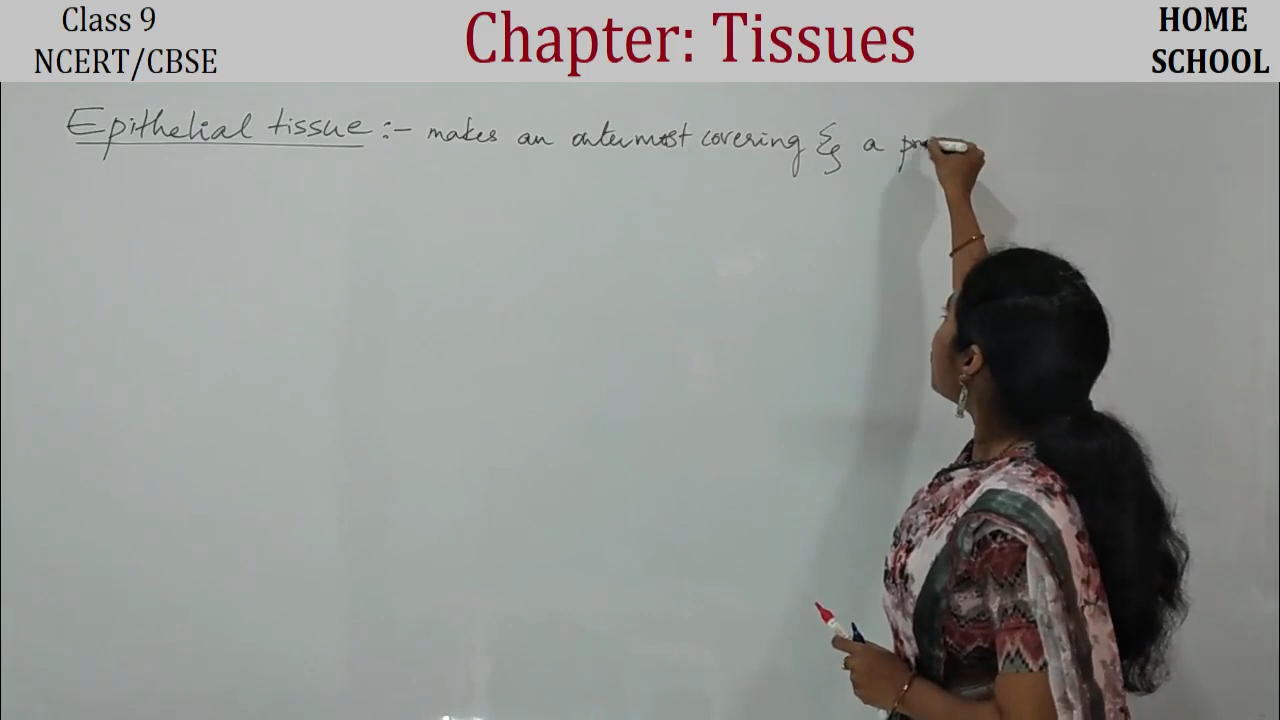 Class 9
NCERT/CBSE
Chapter: Tissues
HOME
SCHOOL
Epithelial tissue :- makes an outermost covering & a